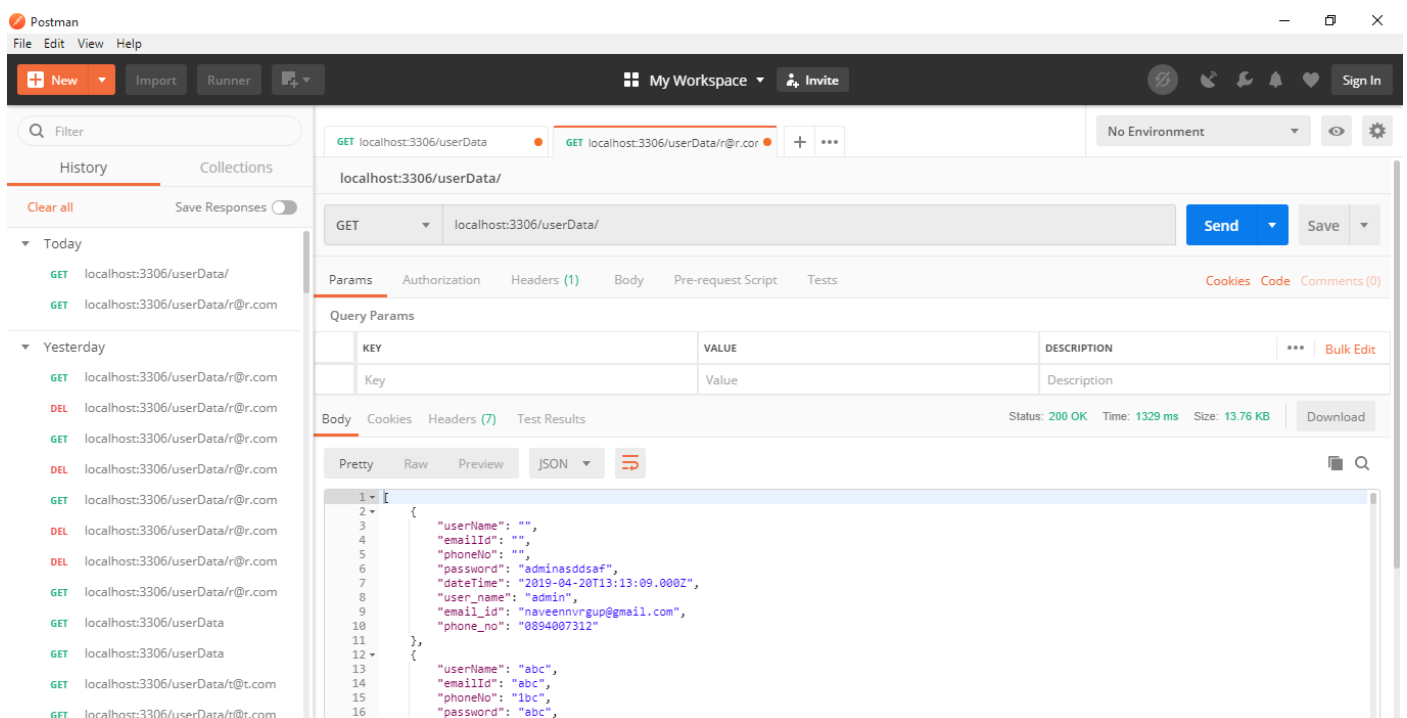 Postman
File Edit View Help
New Import Runner My Workspace Invite Sign In
Filter
History Collections
Clear all Save Responses
Today
GET localhost:3306/userData/
GET localhost:3306/userData/r@r.com
Yesterday
GET localhost:3306/userData/r@r.com
DEL localhost:3306/userData/r@r.com
GET localhost:3306/userData/r@r.com
DEL localhost:3306/userData/r@r.com
GET localhost:3306/userData/r@r.com
DEL localhost:3306/userData/r@r.com
DEL localhost:3306/userData/r@r.com
GET localhost:3306/userData/r@r.com
GET localhost:3306/userData
GET localhost:3306/userData
GET localhost:3306/userData/t@t.com
GET localhost:3306/userData/t@t.com
GET localhost:3306/userData GET localhost:3306/userData/r@r.cor
No Environment
localhost:3306/userData/
GET localhost:3306/userData/ Send Save
Params Authorization Headers (1) Body Pre-request Script Tests Cookies Code Comments (0)
Query Params
KEY VALUE DESCRIPTION Bulk Edit
Key Value Description
Body Cookies Headers (7) Test Results Status: 200 OK Time: 1329 ms Size: 13.76 KB Download
Pretty Raw Preview JSON
1 [
2 {
3 "userName": "",
4 "emailId": "",
5 "phoneNo": "",
6 "password": "adminasddsaf",
7 "dateTime": "2019-04-20T13:13:09.000Z",
8 "user_name": "admin",
9 "email_id": "naveennvrgup@gmail.com",
10 "phone_no": "0894007312"
11 },
12 {
13 "userName": "abc",
14 "emailId": "abc",
15 "phoneNo": "1bc",
16 "password": "abc",